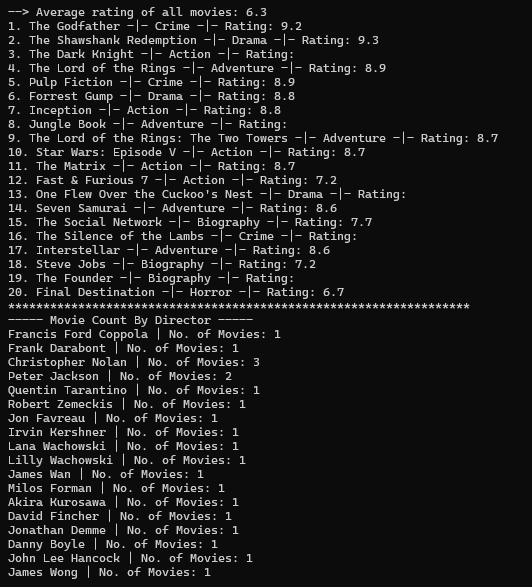 --> Average rating of all movies: 6.3
1. The Godfather -|- Crime -|- Rating: 9.2
2. The Shawshank Redemption -|- Drama -|- Rating: 9.3
3. The Dark Knight -|- Action -|- Rating:
4. The Lord of the Rings -|- Adventure -|- Rating: 8.9
5. Pulp Fiction -|- Crime -|- Rating: 8.9
6. Forrest Gump -|- Drama -|- Rating: 8.8
7. Inception -|- Action -|- Rating: 8.8
8. Jungle Book -|- Adventure -|- Rating:
9. The Lord of the Rings: The Two Towers -|- Adventure -|- Rating: 8.7
10. Star Wars: Episode V -|- Action -|- Rating: 8.7
11. The Matrix -|- Action -|- Rating: 8.7
12. Fast & Furious 7 -|- Action -|- Rating: 7.2
13. One Flew Over the Cuckoo's Nest -|- Drama -|- Rating:
14. Seven Samurai -|- Adventure -|- Rating: 8.6
15. The Social Network -|- Biography -|- Rating: 7.7
16. The Silence of the Lambs -|- Crime -|- Rating:
17. Interstellar -|- Adventure -|- Rating: 8.6
18. Steve Jobs -|- Biography -|- Rating: 7.2
19. The Founder -|- Biography -|- Rating:
20. Final Destination -|- Horror -|- Rating: 6.7
******************************************************************
----- Movie Count By Director -----
Francis Ford Coppola | No. of Movies: 1
Frank Darabont | No. of Movies: 1
Christopher Nolan | No. of Movies: 3
Peter Jackson | No. of Movies: 2
Quentin Tarantino | No. of Movies: 1
Robert Zemeckis | No. of Movies: 1
Jon Favreau | No. of Movies: 1
Irvin Kershner | No. of Movies: 1
Lana Wachowski | No. of Movies: 1
Lilly Wachowski | No. of Movies: 1
James Wan | No. of Movies: 1
Milos Forman | No. of Movies: 1
Akira Kurosawa | No. of Movies: 1
David Fincher | No. of Movies: 1
Jonathan Demme | No. of Movies: 1
Danny Boyle | No. of Movies: 1
John Lee Hancock | No. of Movies: 1
James Wong | No. of Movies: 1